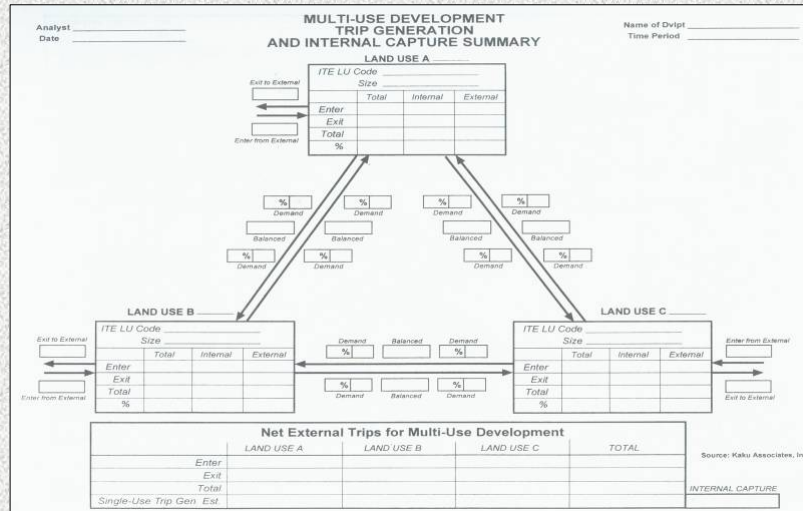 MULTI-USE DEVELOPMENT
TRIP GENERATION
AND INTERNAL CAPTURE SUMMARY
Analyst
Date
Name of Dvlpt
Time Period
LAND USE A
ITE LU Code
Size
Total Internal External
Enter
Exit
Total
%
Exit to External
Enter from External
% %
Demand Demand
Balanced Balanced
% %
Demand Demand
% %
Demand Demand
Balanced Balanced
% %
Demand Demand
LAND USE B
ITE LU Code
Size
Total Internal External
Enter
Exit
Total
%
Exit to External
Enter from External
Demand Balanced Demand
% %
% %
Demand Balanced Demand
LAND USE C
ITE LU Code
Size
Total Internal External
Enter
Exit
Total
%
Enter from External
Exit to External
Net External Trips for Multi-Use Development
LAND USE A LAND USE B LAND USE C TOTAL
Enter
Exit
Total
Single-Use Trip Gen. Est.
Source: Kaku Associates, In
INTERNAL CAPTURE